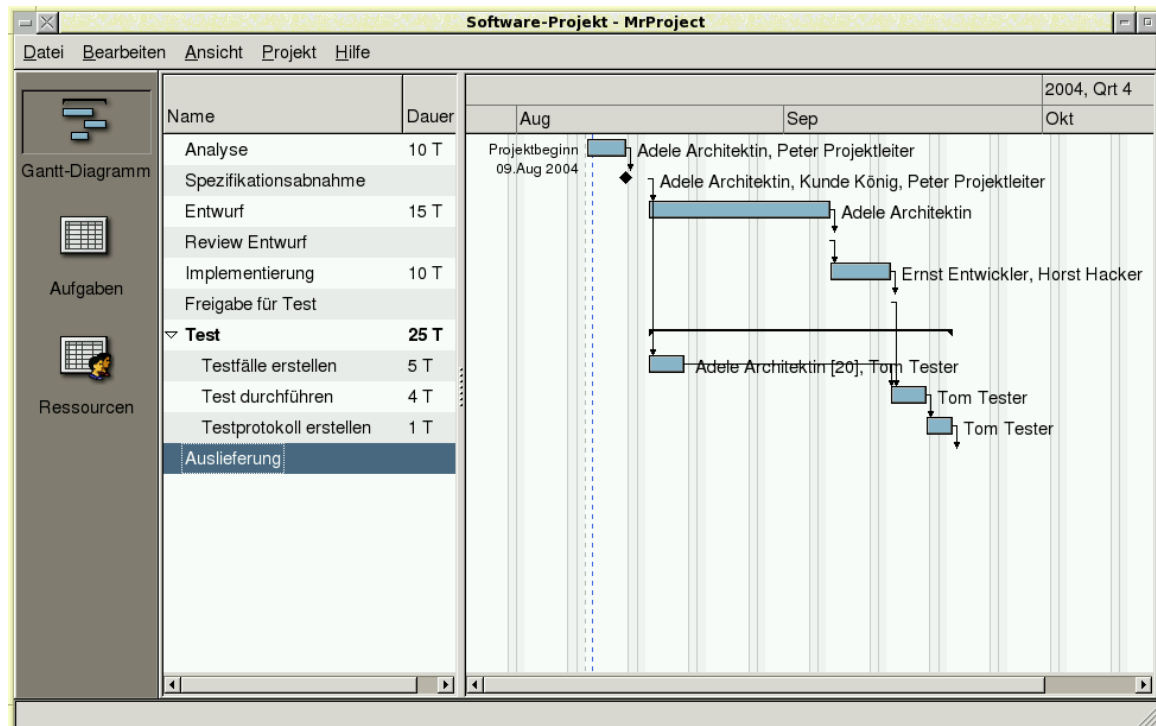 Software-Projekt - MrProject
Datei Bearbeiten Ansicht Projekt Hilfe
Gantt-Diagramm
Aufgaben
Ressourcen
Name Dauer
Analyse 10 T
Spezifikationsabnahme
Entwurf 15 T
Review Entwurf
Implementierung 10 T
Freigabe für Test
Test 25 T
Testfälle erstellen 5 T
Test durchführen 4 T
Testprotokoll erstellen 1 T
Auslieferung
2004, Qrt 4
Aug Sep Okt
Projektbeginn
09.Aug 2004
Adele Architektin, Peter Projektleiter
Adele Architektin, Kunde König, Peter Projektleiter
Adele Architektin
Ernst Entwickler, Horst Hacker
Adele Architektin [20], Tom Tester
Tom Tester
Tom Tester